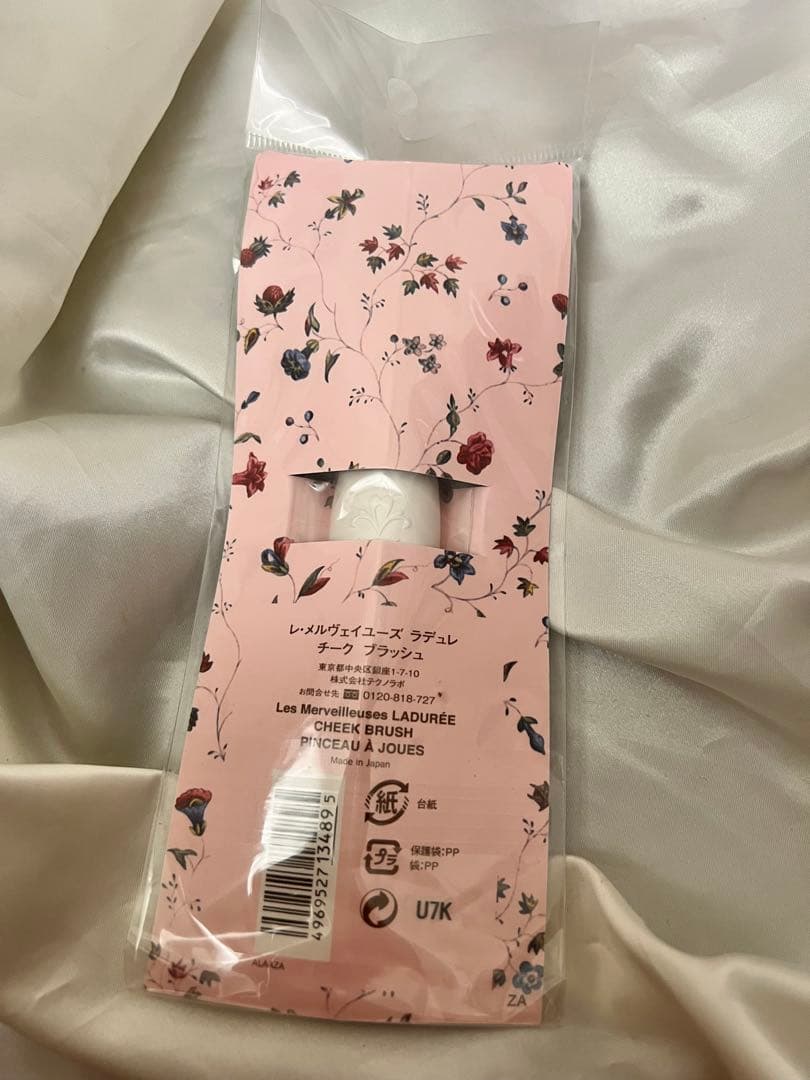 レ・メルヴェイユーズ ラデュレ
チーク ブラッシュ
東京都中央区銀座1-7-10
株式会社テクノラボ
お問合せ先 0120-818-727
Les Merveilleuses LADURÉE
CHEEK BRUSH
PINCEAU À JOUES
Made in Japan
紙 台紙
プラ 保護袋:PP
袋:PP
U7K
4969527134895
ZA